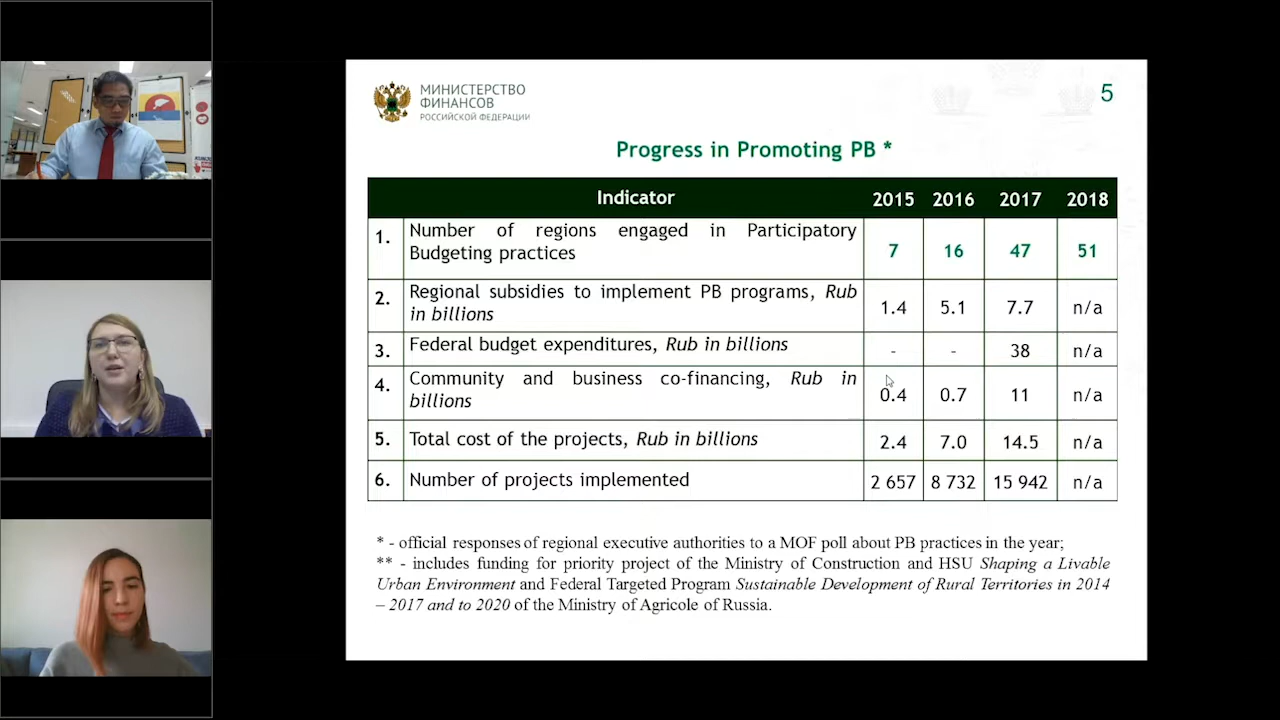 МИНИСТЕРСТВО
ФИНАНСОВ
РОССИЙСКОЙ ФЕДЕРАЦИИ
5
Progress in Promoting PB *
Indicator 2015 2016 2017 2018
1. Number of regions engaged in Participatory
Budgeting practices 7 16 47 51
2. Regional subsidies to implement PB programs, Rub
in billions 1.4 5.1 7.7 n/a
3. Federal budget expenditures, Rub in billions - - 38 n/a
4. Community and business co-financing, Rub in
billions 0.4 0.7 11 n/a
5. Total cost of the projects, Rub in billions 2.4 7.0 14.5 n/a
6. Number of projects implemented 2 657 8 732 15 942 n/a
* - official responses of regional executive authorities to a MOF poll about PB practices in the year;
** - includes funding for priority project of the Ministry of Construction and HSU Shaping a Livable
Urban Environment and Federal Targeted Program Sustainable Development of Rural Territories in 2014
– 2017 and to 2020 of the Ministry of Agricole of Russia.